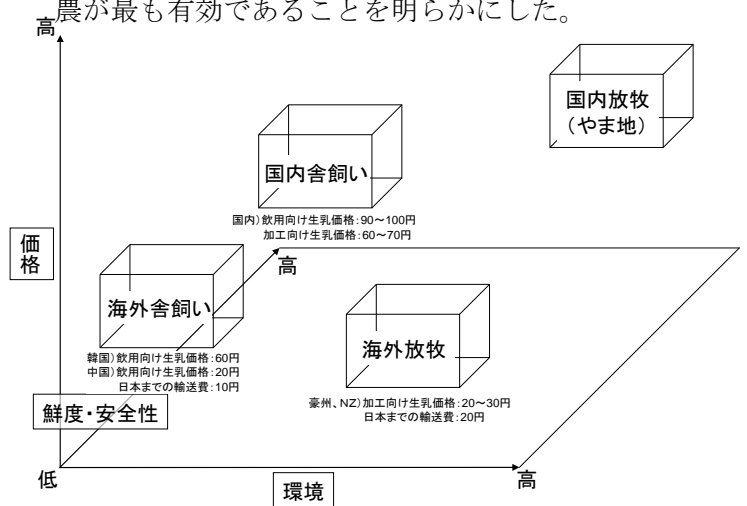 農が最も有効であることを明らかにした。
高
国内放牧
(やま地)
国内舎飼い
国内)飲用向け生乳価格:90~100円
加工向け生乳価格:60~70円
価
格
高
海外舎飼い
韓国)飲用向け生乳価格:60円
中国)飲用向け生乳価格:20円
日本までの輸送費:10円
海外放牧
豪州、NZ)加工向け生乳価格:20~30円
日本までの輸送費:20円
鮮度・安全性
低
環境
高